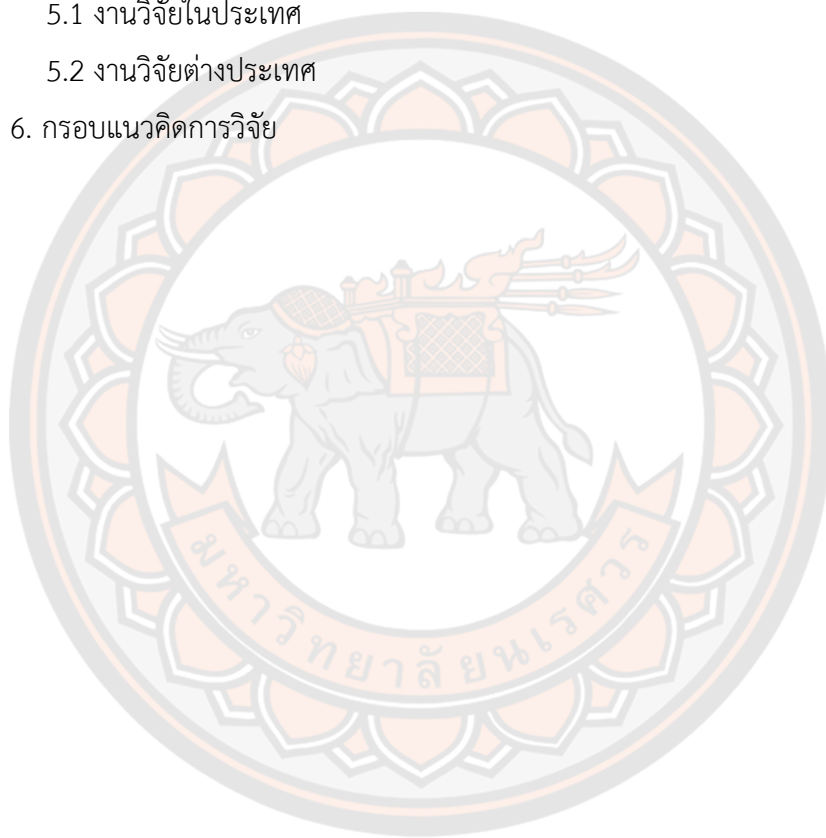 5.1 งานวิจัยในประเทศ
5.2 งานวิจัยต่างประเทศ
6. กรอบแนวคิดการวิจัย
มหาวิทยาลัยนเรศวร